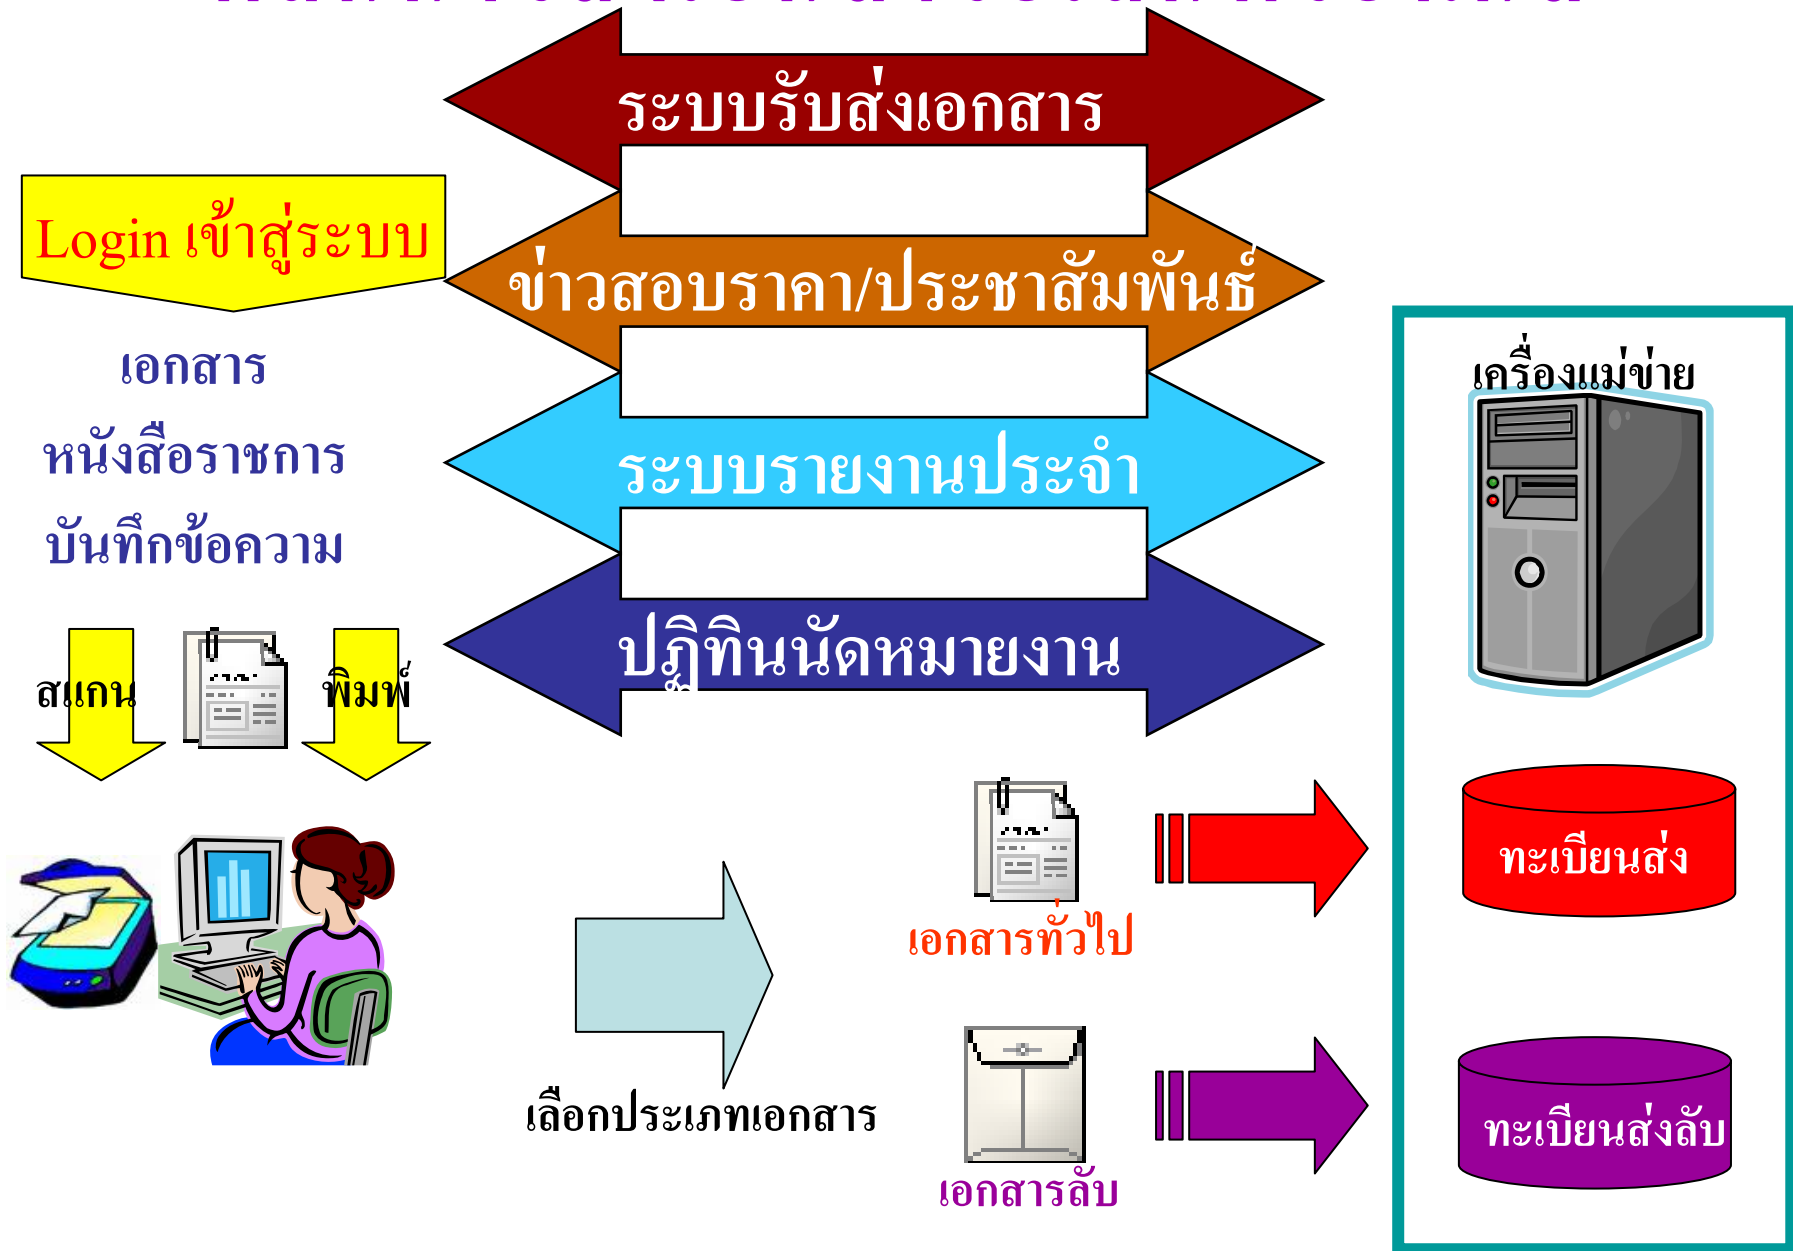 ระบบรับส่งเอกสาร
Login เข้าสู่ระบบ
ข่าวสอบราคา/ประชาสัมพันธ์
เครื่องแม่ข่าย
เอกสาร
หนังสือราชการ
บันทึกข้อความ
ระบบรายงานประจำ
ปฏิทินนัดหมายงาน
สแกน
พิมพ์
ทะเบียนส่ง
เอกสารทั่วไป
เลือกประเภทเอกสาร
ทะเบียนส่งลับ
เอกสารลับ